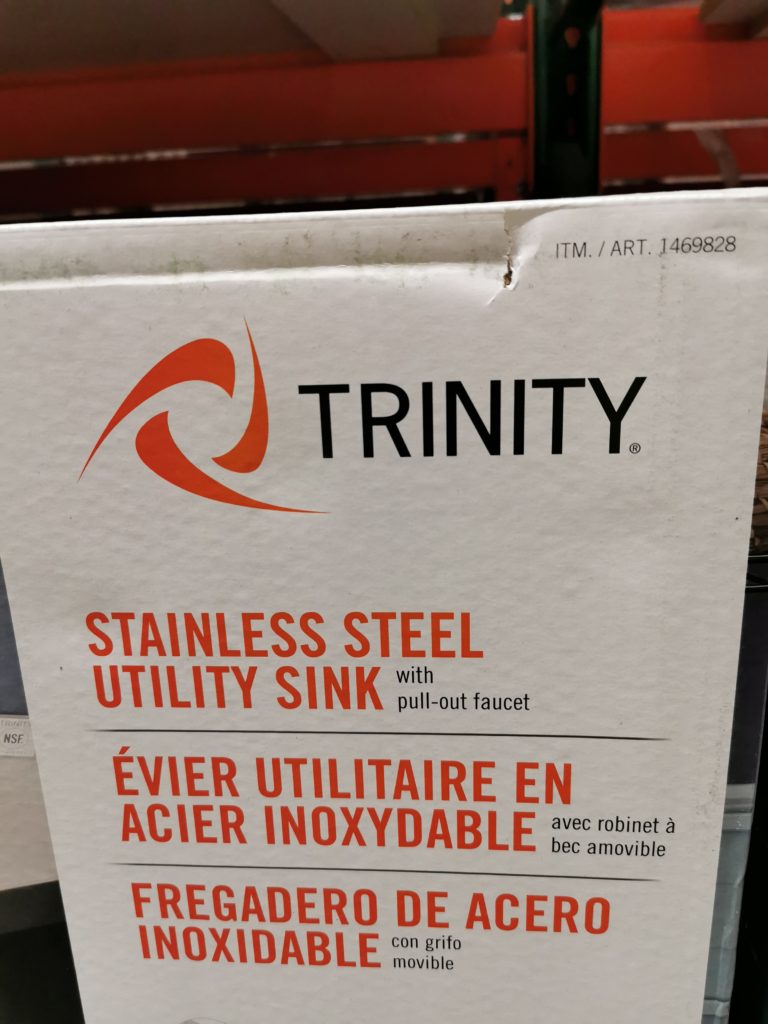 ITM. / ART. 1469828
TRINITY®
STAINLESS STEEL
UTILITY SINK with
pull-out faucet
NSF
ÉVIER UTILITAIRE EN
ACIER INOXYDABLE avec robinet à
bec amovible
FREGADERO DE ACERO
INOXIDABLE con grifo
movible